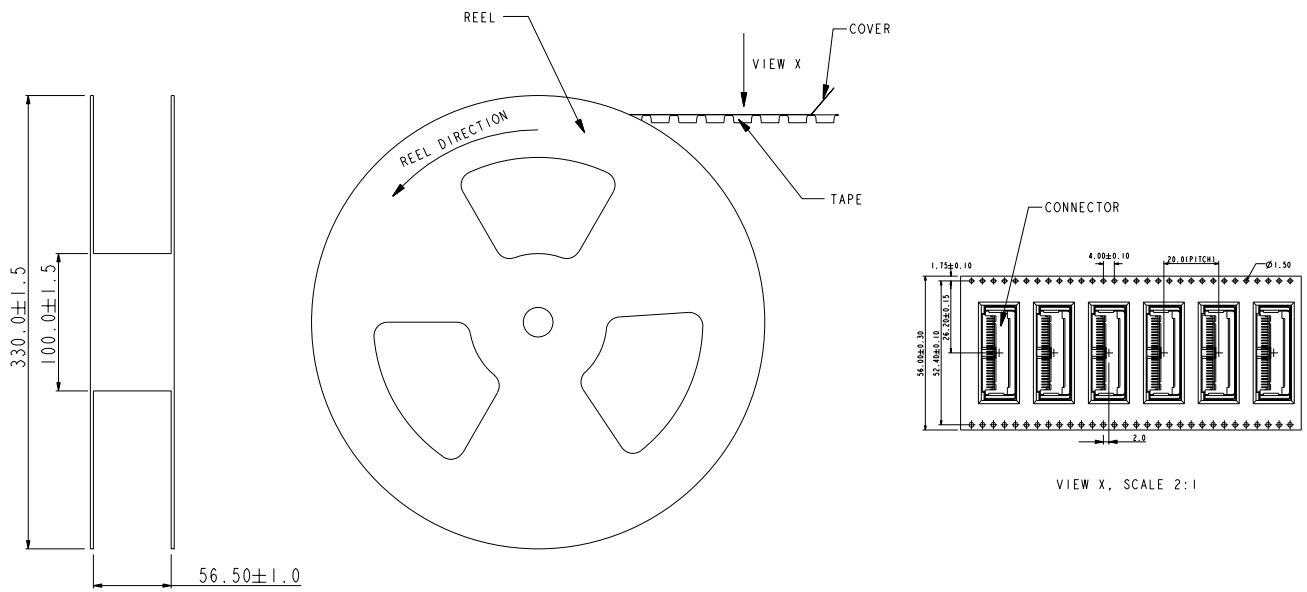 REEL
COVER
VIEW X
REEL DIRECTION
TAPE
CONNECTOR
330.0±1.5
100.0±1.5
56.50±1.0
1.75±0.10
4.00±0.10
20.0(PITCH)
Ø1.50
56.00±0.30
52.40±0.10
26.20±0.15
2.0
VIEW X, SCALE 2:1